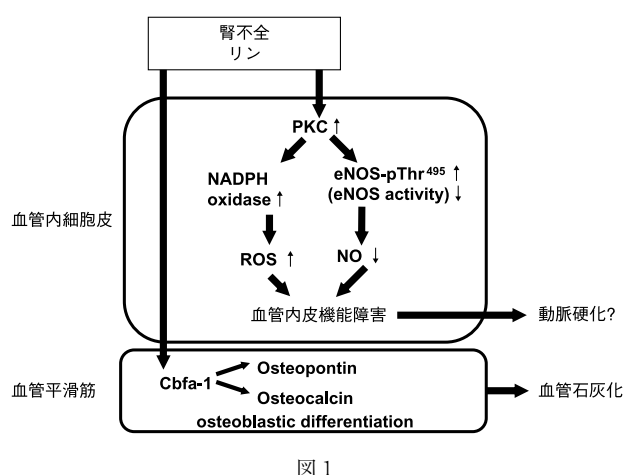 腎不全
リン
PKC ↑
NADPH
oxidase ↑
eNOS-pThr⁴⁹⁵ ↑
(eNOS activity) ↓
血管内細胞皮
ROS ↑
NO ↓
血管内皮機能障害
動脈硬化?
血管平滑筋
Cbfa-1
Osteopontin
Osteocalcin
osteoblastic differentiation
血管石灰化
図 1